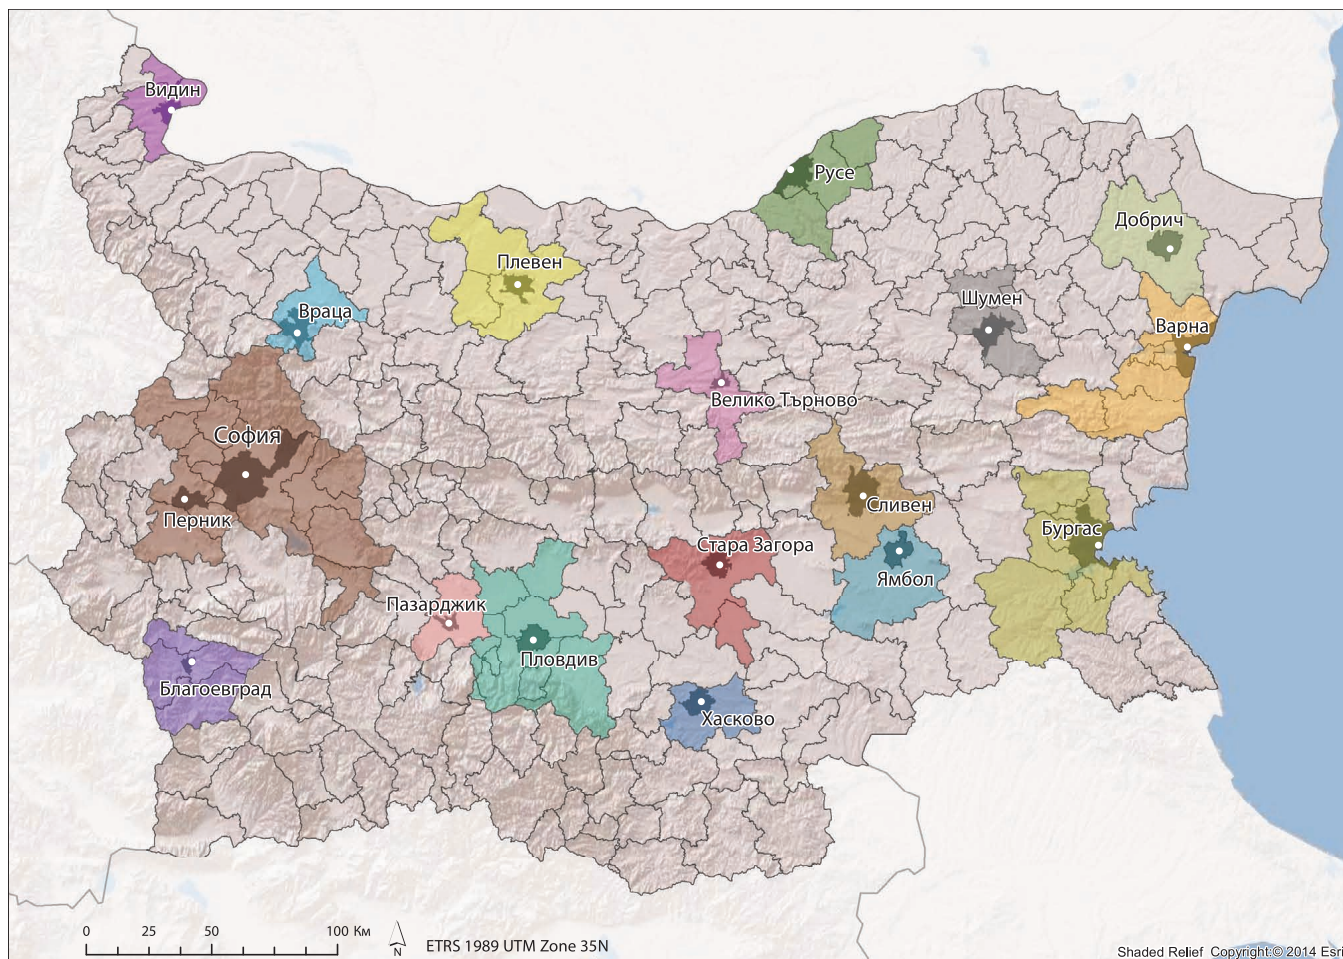 Видин
Русе
Добрич
Плевен
Шумен
Враца
Варна
Велико Търново
София
Сливен
Перник
Бургас
Стара Загора
Ямбол
Пазарджик
Пловдив
Благоевград
Хасково
0 25 50 100 Км
N
ETRS 1989 UTM Zone 35N
Shaded Relief Copyright:© 2014 Esri